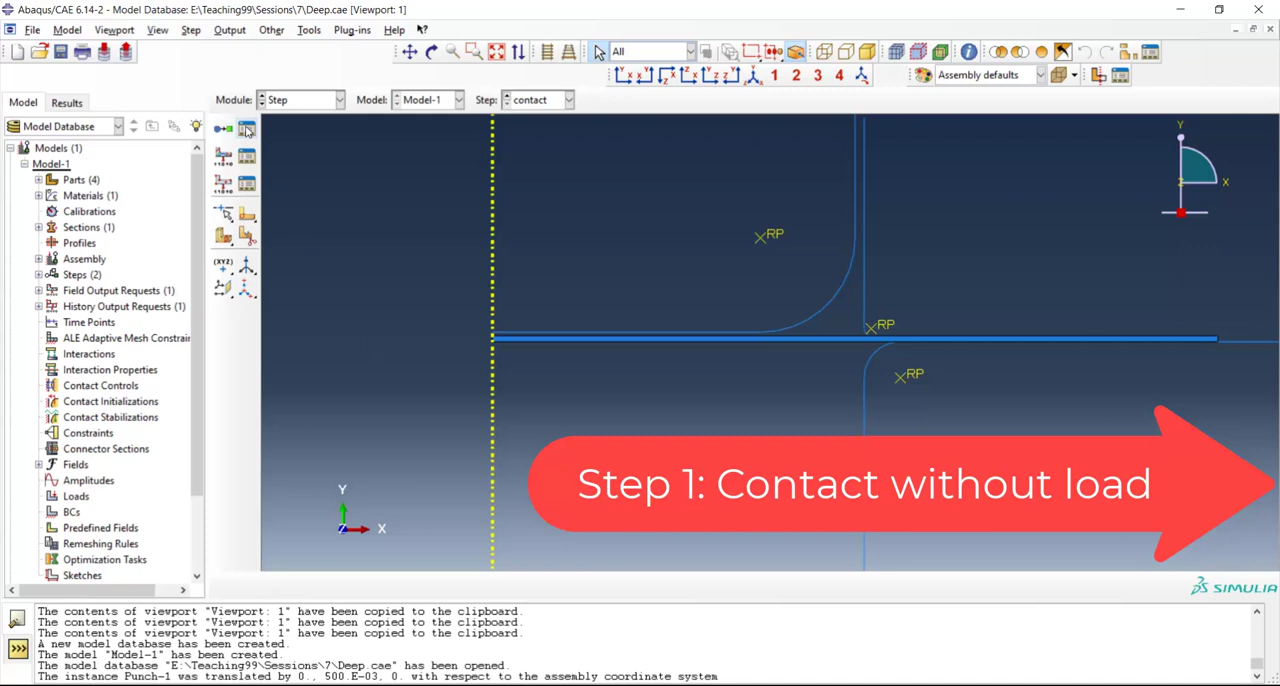 Abaqus/CAE 6.14-2 - Model Database: E:\Teaching99\Sessions\7\Deep.cae [Viewport: 1]
File Model Viewport View Step Output Other Tools Plug-ins Help
All
1 2 3 4 Assembly defaults
Model Results Module: Step Model: Model-1 Step: contact
Model Database
Models (1)
Model-1
Parts (4)
Materials (1)
Calibrations
Sections (1)
Profiles
Assembly
Steps (2)
Field Output Requests (1)
History Output Requests (1)
Time Points
ALE Adaptive Mesh Constrai
Interactions
Interaction Properties
Contact Controls
Contact Initializations
Contact Stabilizations
Constraints
Connector Sections
Fields
Amplitudes
Loads
BCs
Predefined Fields
Remeshing Rules
Optimization Tasks
Sketches
(XYZ)
RP
RP
RP
Y
X
Z
Y
X
Z
Step 1: Contact without load
SIMULIA
The contents of viewport "Viewport: 1" have been copied to the clipboard.
The contents of viewport "Viewport: 1" have been copied to the clipboard.
The contents of viewport "Viewport: 1" have been copied to the clipboard.
A new model database has been created.
The model "Model-1" has been created.
The model database "E:\Teaching99\Sessions\7\Deep.cae" has been opened.
The instance Punch-1 was translated by 0., 500.E-03, 0. with respect to the assembly coordinate system